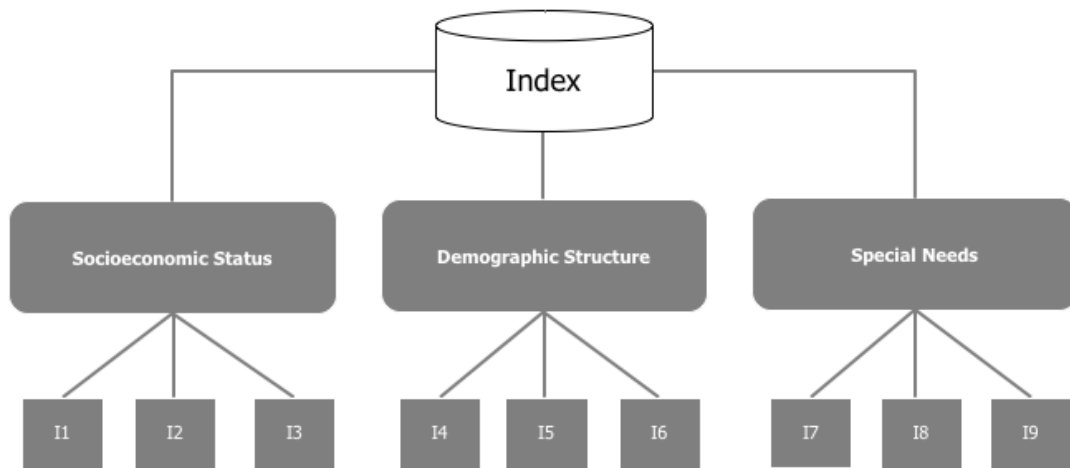 Index
Socioeconomic Status
Demographic Structure
Special Needs
I1
I2
I3
I4
I5
I6
I7
I8
I9